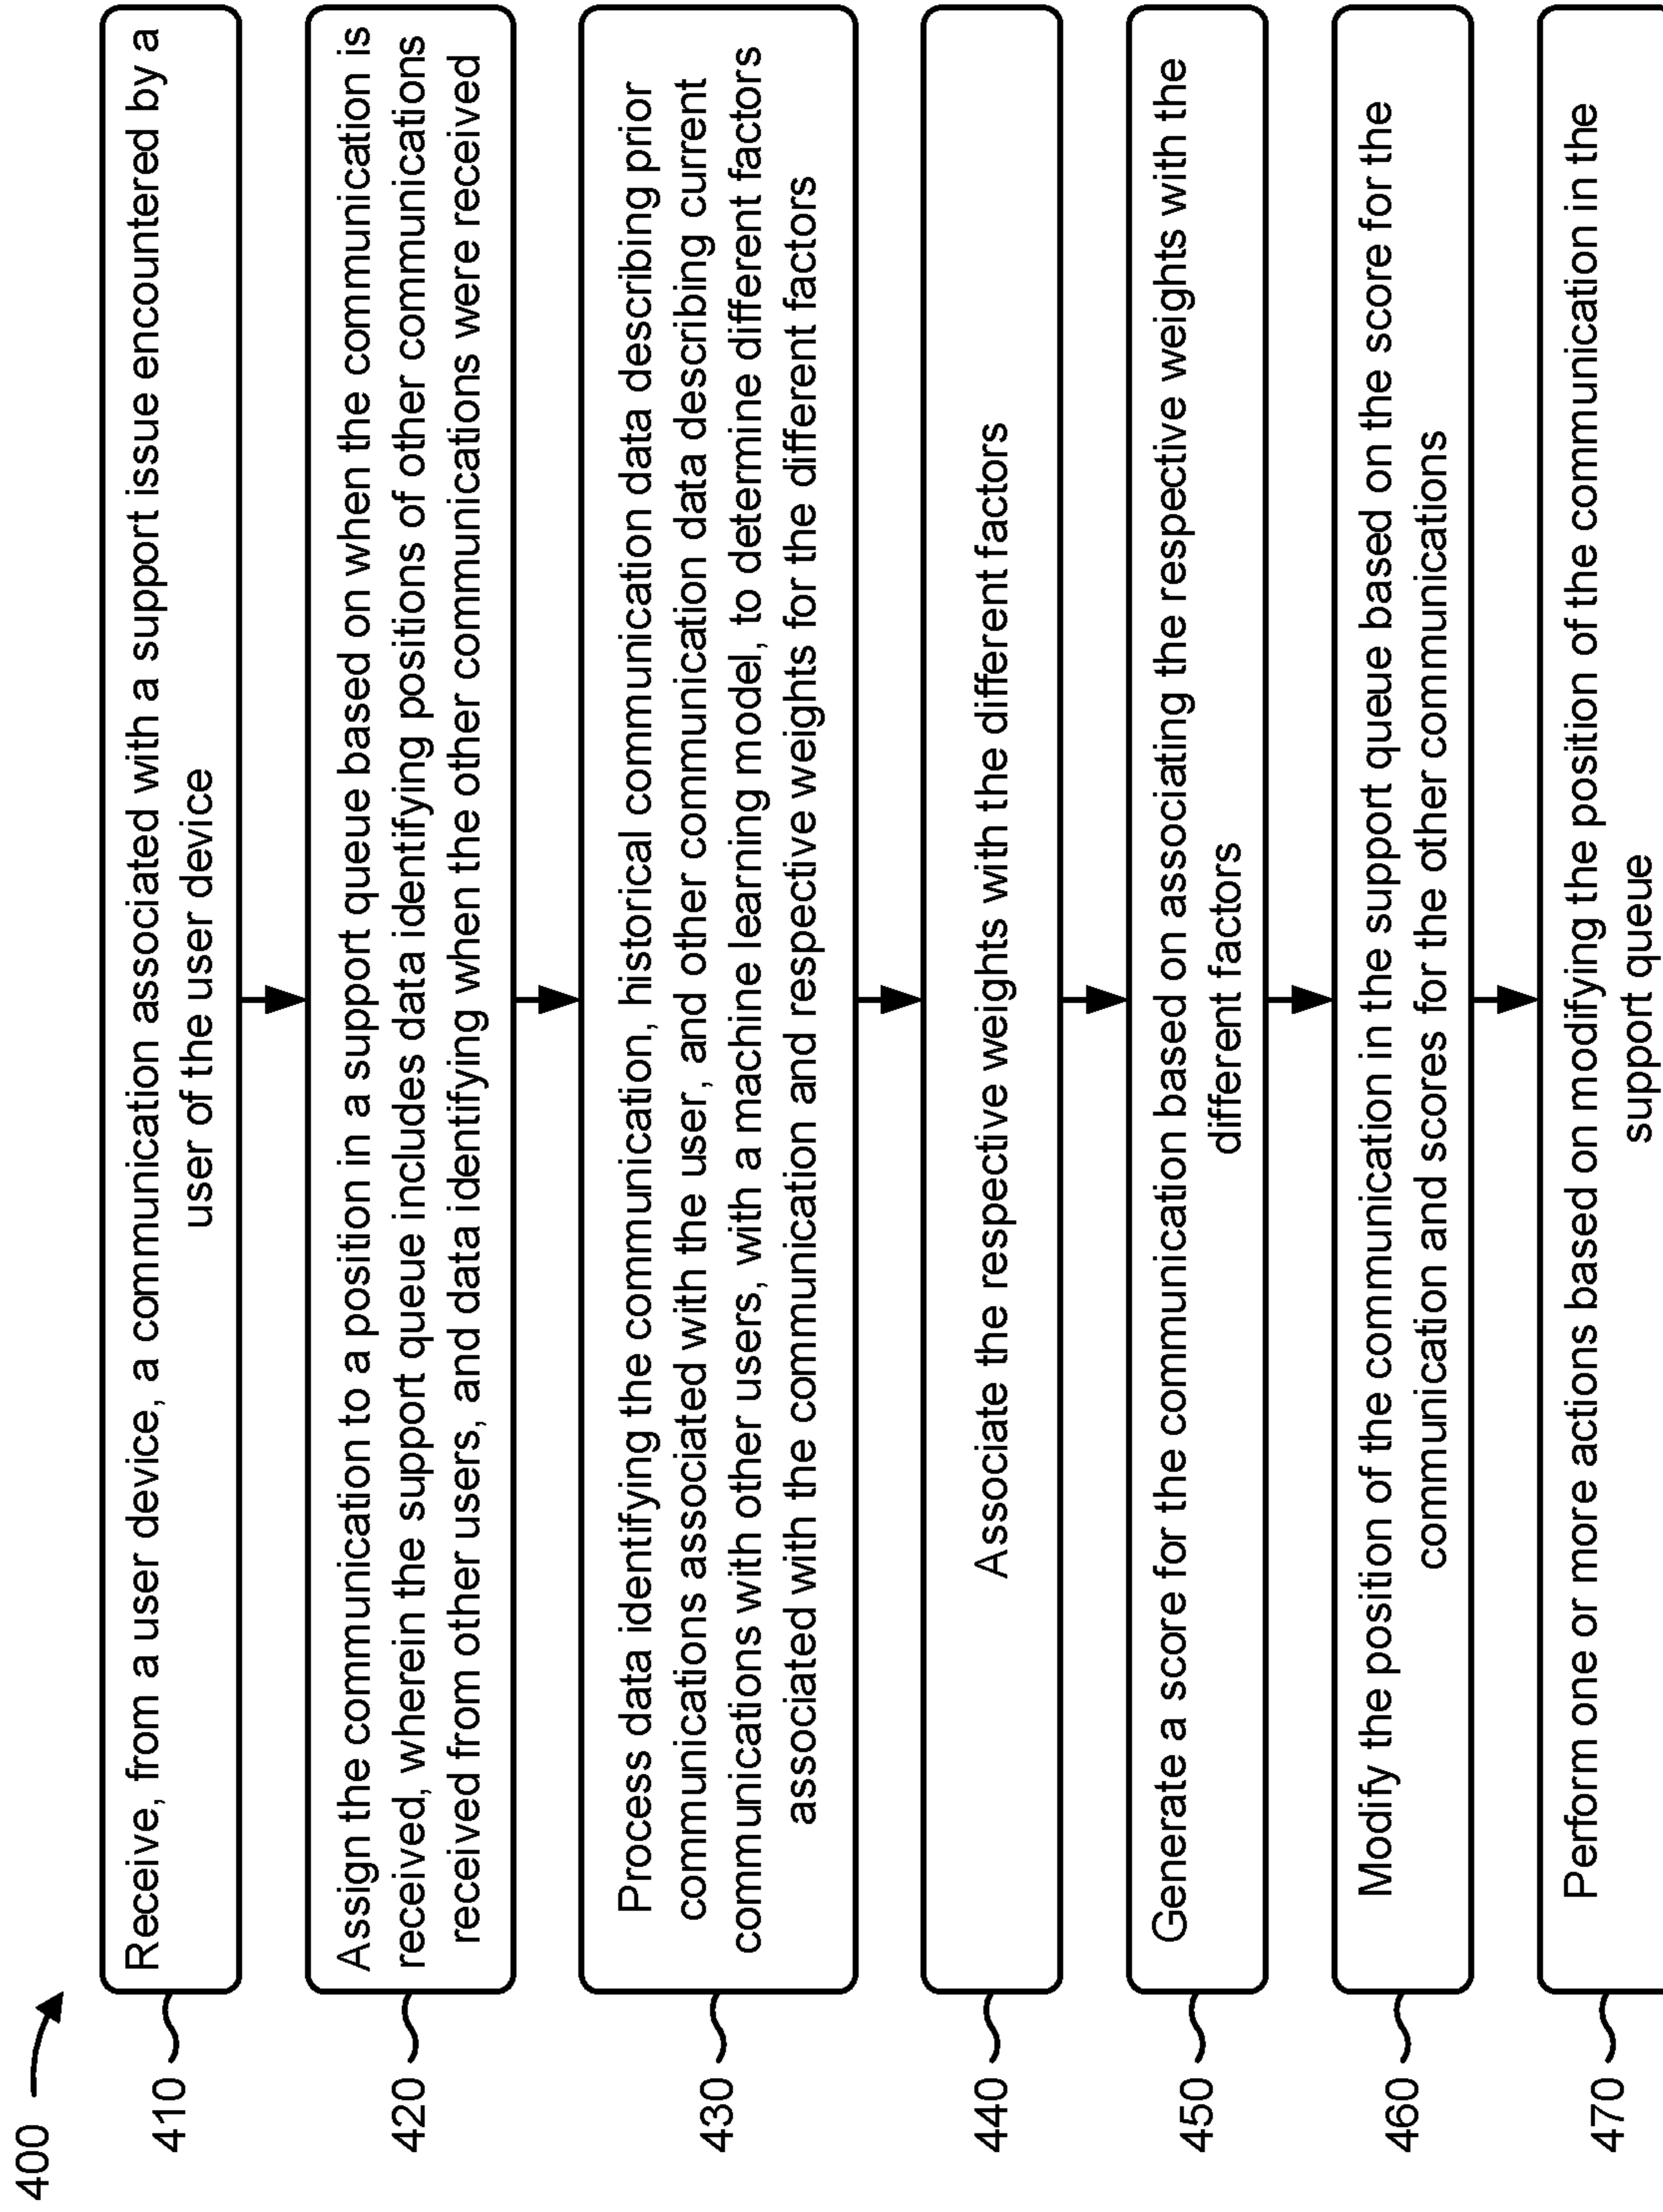 400
410
Receive, from a user device, a communication associated with a support issue encountered by a
user of the user device
420
Assign the communication to a position in a support queue based on when the communication is
received, wherein the support queue includes data identifying positions of other communications
received from other users, and data identifying when the other communications were received
430
Process data identifying the communication, historical communication data describing prior
communications associated with the user, and other communication data describing current
communications with other users, with a machine learning model, to determine different factors
associated with the communication and respective weights for the different factors
440
Associate the respective weights with the different factors
450
Generate a score for the communication based on associating the respective weights with the
different factors
460
Modify the position of the communication in the support queue based on the score for the
communication and scores for the other communications
470
Perform one or more actions based on modifying the position of the communication in the
support queue